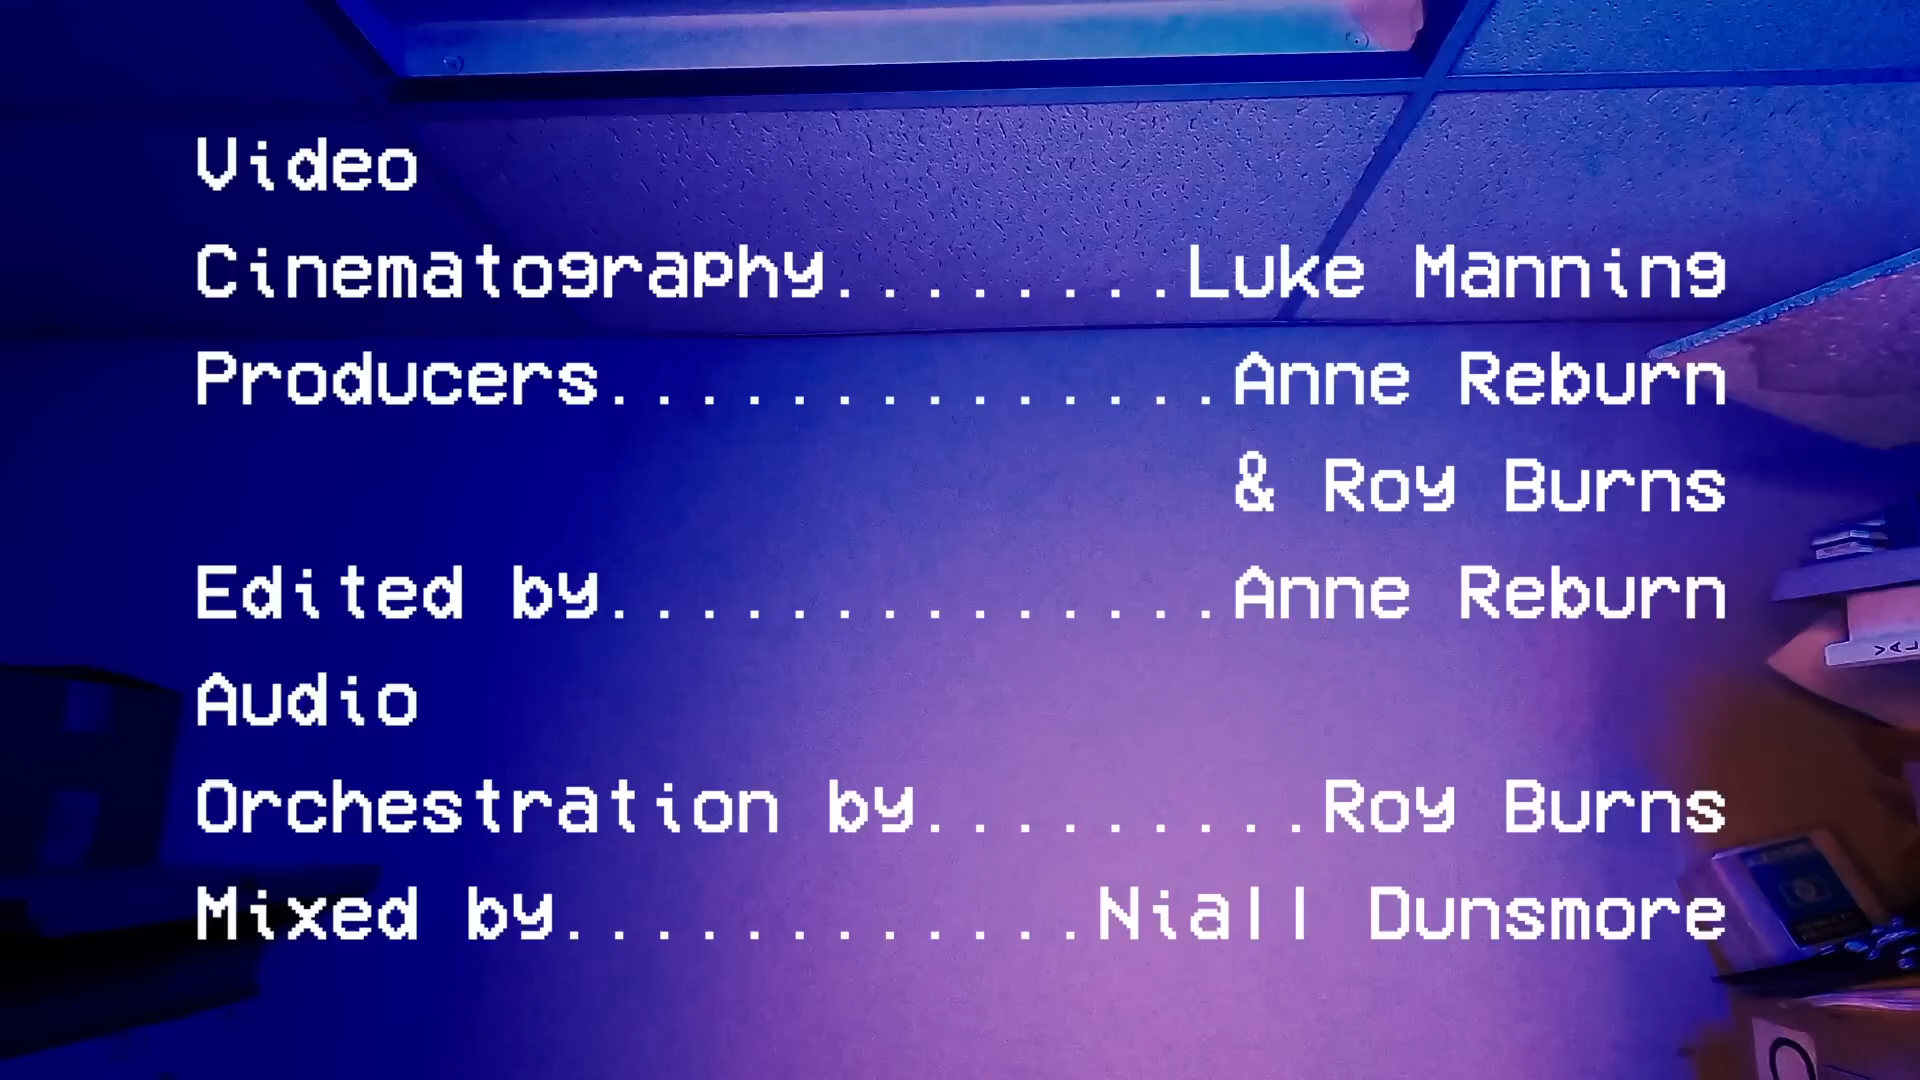 Video
Cinematography........Luke Manning
Producers..............Anne Reburn
& Roy Burns
Edited by..............Anne Reburn
Audio
Orchestration by.........Roy Burns
Mixed by............Niall Dunsmore